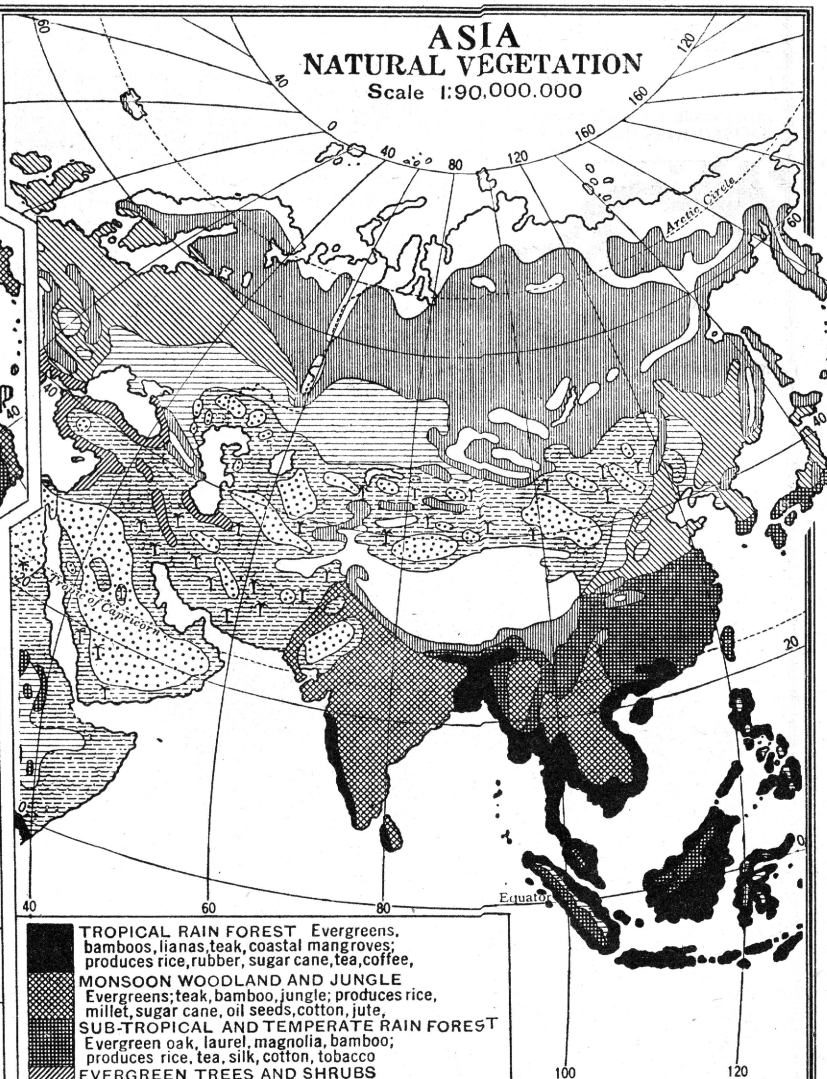 ASIA
NATURAL VEGETATION
Scale 1:90,000,000
60
40
0
40
80
120
160
160
120
Arctic Circle
60
40
40
40
Tropic of Capricorn
20
0
0
Equator
40
60
80
TROPICAL RAIN FOREST Evergreens,
bamboos, lianas, teak, coastal mangroves;
produces rice, rubber, sugar cane, tea, coffee,
MONSOON WOODLAND AND JUNGLE
Evergreens; teak, bamboo, jungle; produces rice,
millet, sugar cane, oil seeds, cotton, jute,
SUB-TROPICAL AND TEMPERATE RAIN FOREST
Evergreen oak, laurel, magnolia, bamboo;
produces rice, tea, silk, cotton, tobacco
EVERGREEN TREES AND SHRUBS
100
120